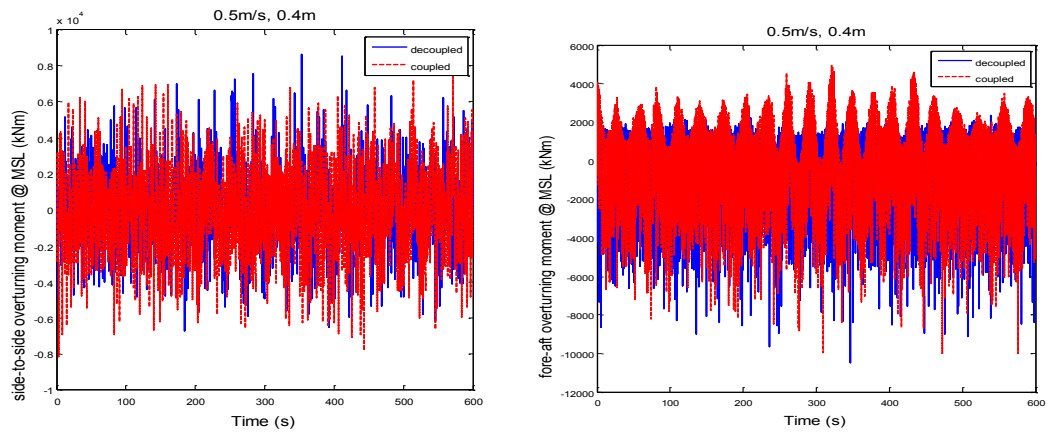 x 10⁴
0.5m/s, 0.4m
decoupled
coupled
side-to-side overturning moment @ MSL (kNm)
1
0.8
0.6
0.4
0.2
0
-0.2
-0.4
-0.6
-0.8
-1
0 100 200 300 400 500 600
Time (s)
0.5m/s, 0.4m
decoupled
coupled
fore-aft overturning moment @ MSL (kNm)
6000
4000
2000
0
-2000
-4000
-6000
-8000
-10000
-12000
0 100 200 300 400 500 600
Time (s)